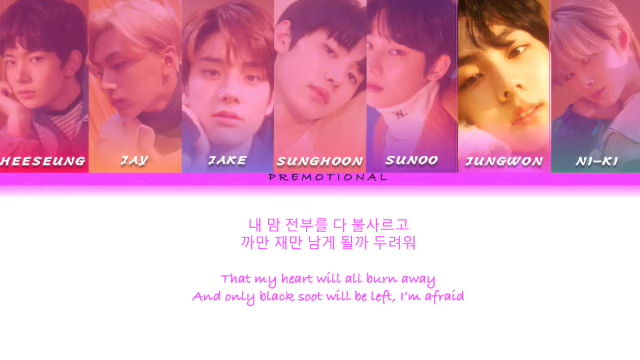 HEESEUNG JAY JAKE SUNGHOON SUNOO JUNGWON NI-KI
PREMOTIONAL
내 맘 전부를 다 불사르고
까만 재만 남게 될까 두려워
That my heart will all burn away
And only black soot will be left, I'm afraid